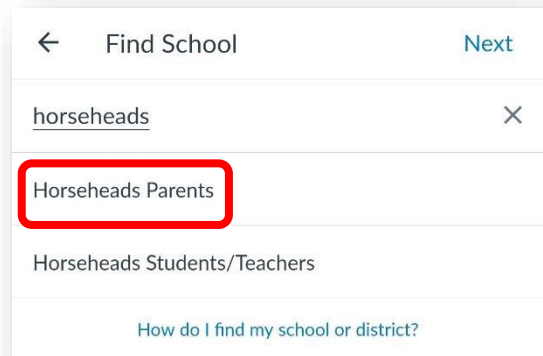 Find School Next
horseheads
Horseheads Parents
Horseheads Students/Teachers
How do I find my school or district?